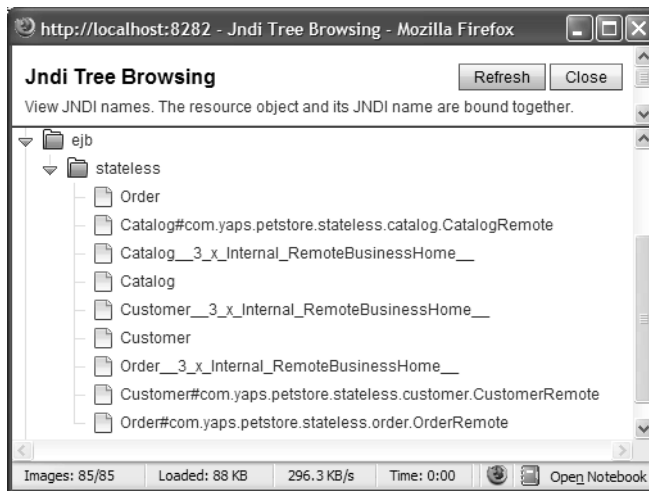 http://localhost:8282 - Jndi Tree Browsing - Mozilla Firefox
Jndi Tree Browsing
Refresh
Close
View JNDI names. The resource object and its JNDI name are bound together.
ejb
stateless
Order
Catalog#com.yaps.petstore.stateless.catalog.CatalogRemote
Catalog__3_x_Internal_RemoteBusinessHome__
Catalog
Customer__3_x_Internal_RemoteBusinessHome__
Customer
Order__3_x_Internal_RemoteBusinessHome__
Customer#com.yaps.petstore.stateless.customer.CustomerRemote
Order#com.yaps.petstore.stateless.order.OrderRemote
Images: 85/85 Loaded: 88 KB 296.3 KB/s Time: 0:00 Open Notebook